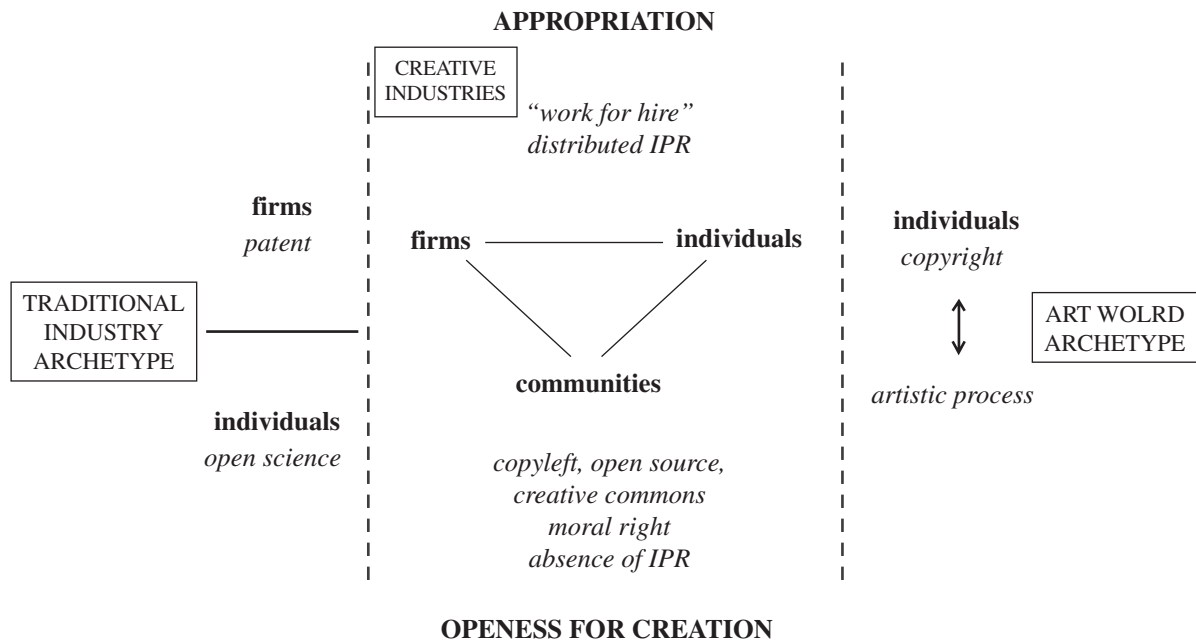 APPROPRIATION
CREATIVE
INDUSTRIES
“work for hire”
distributed IPR
firms
patent
firms
individuals
individuals
copyright
TRADITIONAL
INDUSTRY
ARCHETYPE
ART WOLRD
ARCHETYPE
communities
artistic process
individuals
open science
copyleft, open source,
creative commons
moral right
absence of IPR
OPENESS FOR CREATION